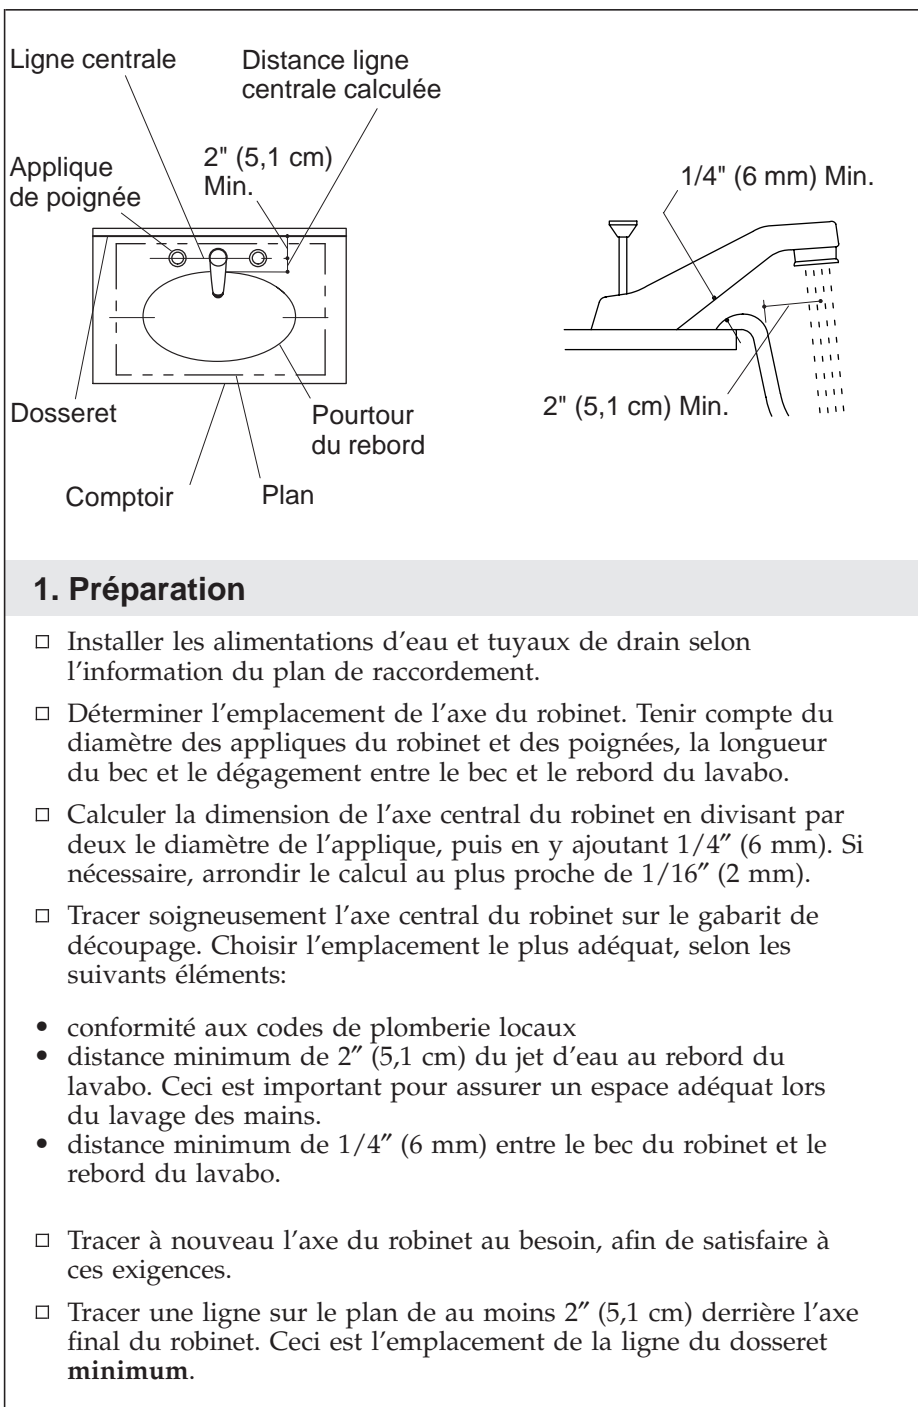 Ligne centrale
Distance ligne
centrale calculée
Applique
de poignée
2" (5,1 cm)
Min.
1/4" (6 mm) Min.
Dosseret
Pourtour
du rebord
2" (5,1 cm) Min.
Comptoir
Plan
1. Préparation
□ Installer les alimentations d'eau et tuyaux de drain selon
l'information du plan de raccordement.
□ Déterminer l'emplacement de l'axe du robinet. Tenir compte du
diamètre des appliques du robinet et des poignées, la longueur
du bec et le dégagement entre le bec et le rebord du lavabo.
□ Calculer la dimension de l'axe central du robinet en divisant par
deux le diamètre de l'applique, puis en y ajoutant 1/4″ (6 mm). Si
nécessaire, arrondir le calcul au plus proche de 1/16″ (2 mm).
□ Tracer soigneusement l'axe central du robinet sur le gabarit de
découpage. Choisir l'emplacement le plus adéquat, selon les
suivants éléments:
• conformité aux codes de plomberie locaux
• distance minimum de 2″ (5,1 cm) du jet d'eau au rebord du
lavabo. Ceci est important pour assurer un espace adéquat lors
du lavage des mains.
• distance minimum de 1/4″ (6 mm) entre le bec du robinet et le
rebord du lavabo.
□ Tracer à nouveau l'axe du robinet au besoin, afin de satisfaire à
ces exigences.
□ Tracer une ligne sur le plan de au moins 2″ (5,1 cm) derrière l'axe
final du robinet. Ceci est l'emplacement de la ligne du dosseret
minimum.